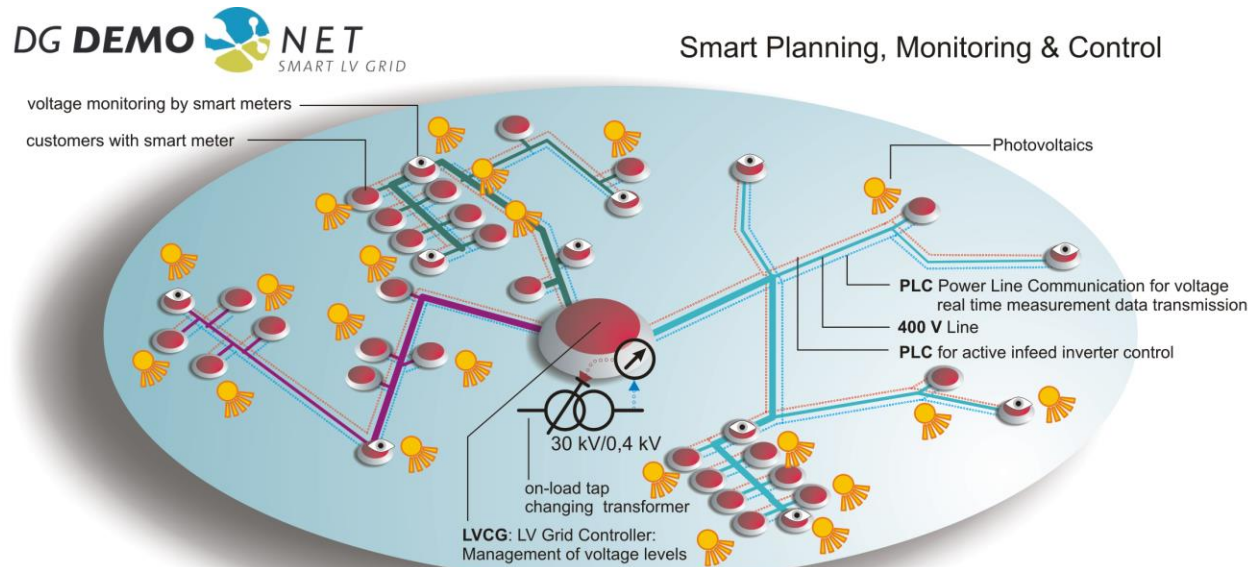 DG DEMO NET
SMART LV GRID
Smart Planning, Monitoring & Control
voltage monitoring by smart meters
customers with smart meter
Photovoltaics
PLC Power Line Communication for voltage
real time measurement data transmission
400 V Line
PLC for active infeed inverter control
30 kV/0,4 kV
on-load tap
changing transformer
LVCG: LV Grid Controller:
Management of voltage levels